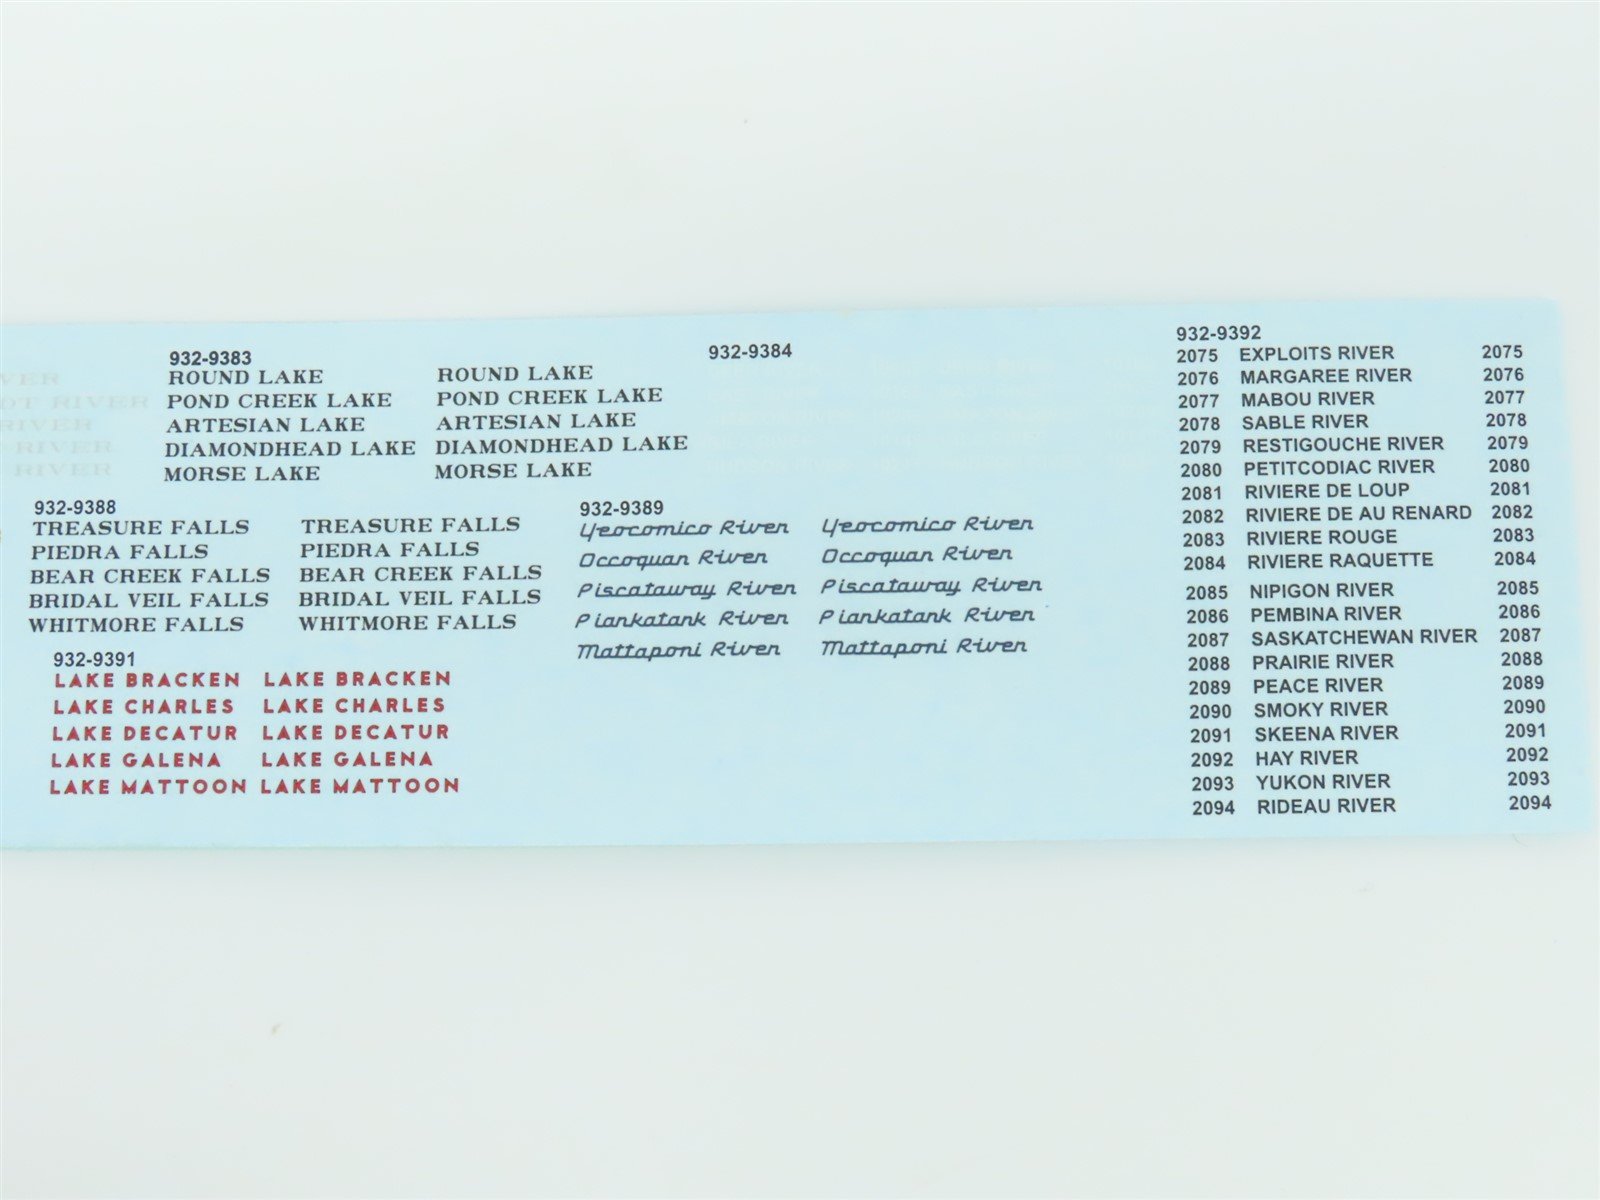 VER
DT RIVER
RIVER
RIVER
RIVER
932-9383
ROUND LAKE ROUND LAKE
POND CREEK LAKE POND CREEK LAKE
ARTESIAN LAKE ARTESIAN LAKE
DIAMONDHEAD LAKE DIAMONDHEAD LAKE
MORSE LAKE MORSE LAKE
932-9384
932-9388
TREASURE FALLS TREASURE FALLS
PIEDRA FALLS PIEDRA FALLS
BEAR CREEK FALLS BEAR CREEK FALLS
BRIDAL VEIL FALLS BRIDAL VEIL FALLS
WHITMORE FALLS WHITMORE FALLS
932-9389
Yeocomico River Yeocomico River
Occoquan River Occoquan River
Piscataway River Piscataway River
Piankatank River Piankatank River
Mattaponi River Mattaponi River
932-9391
LAKE BRACKEN LAKE BRACKEN
LAKE CHARLES LAKE CHARLES
LAKE DECATUR LAKE DECATUR
LAKE GALENA LAKE GALENA
LAKE MATTOON LAKE MATTOON
932-9392
2075 EXPLOITS RIVER 2075
2076 MARGAREE RIVER 2076
2077 MABOU RIVER 2077
2078 SABLE RIVER 2078
2079 RESTIGOUCHE RIVER 2079
2080 PETITCODIAC RIVER 2080
2081 RIVIERE DE LOUP 2081
2082 RIVIERE DE AU RENARD 2082
2083 RIVIERE ROUGE 2083
2084 RIVIERE RAQUETTE 2084
2085 NIPIGON RIVER 2085
2086 PEMBINA RIVER 2086
2087 SASKATCHEWAN RIVER 2087
2088 PRAIRIE RIVER 2088
2089 PEACE RIVER 2089
2090 SMOKY RIVER 2090
2091 SKEENA RIVER 2091
2092 HAY RIVER 2092
2093 YUKON RIVER 2093
2094 RIDEAU RIVER 2094